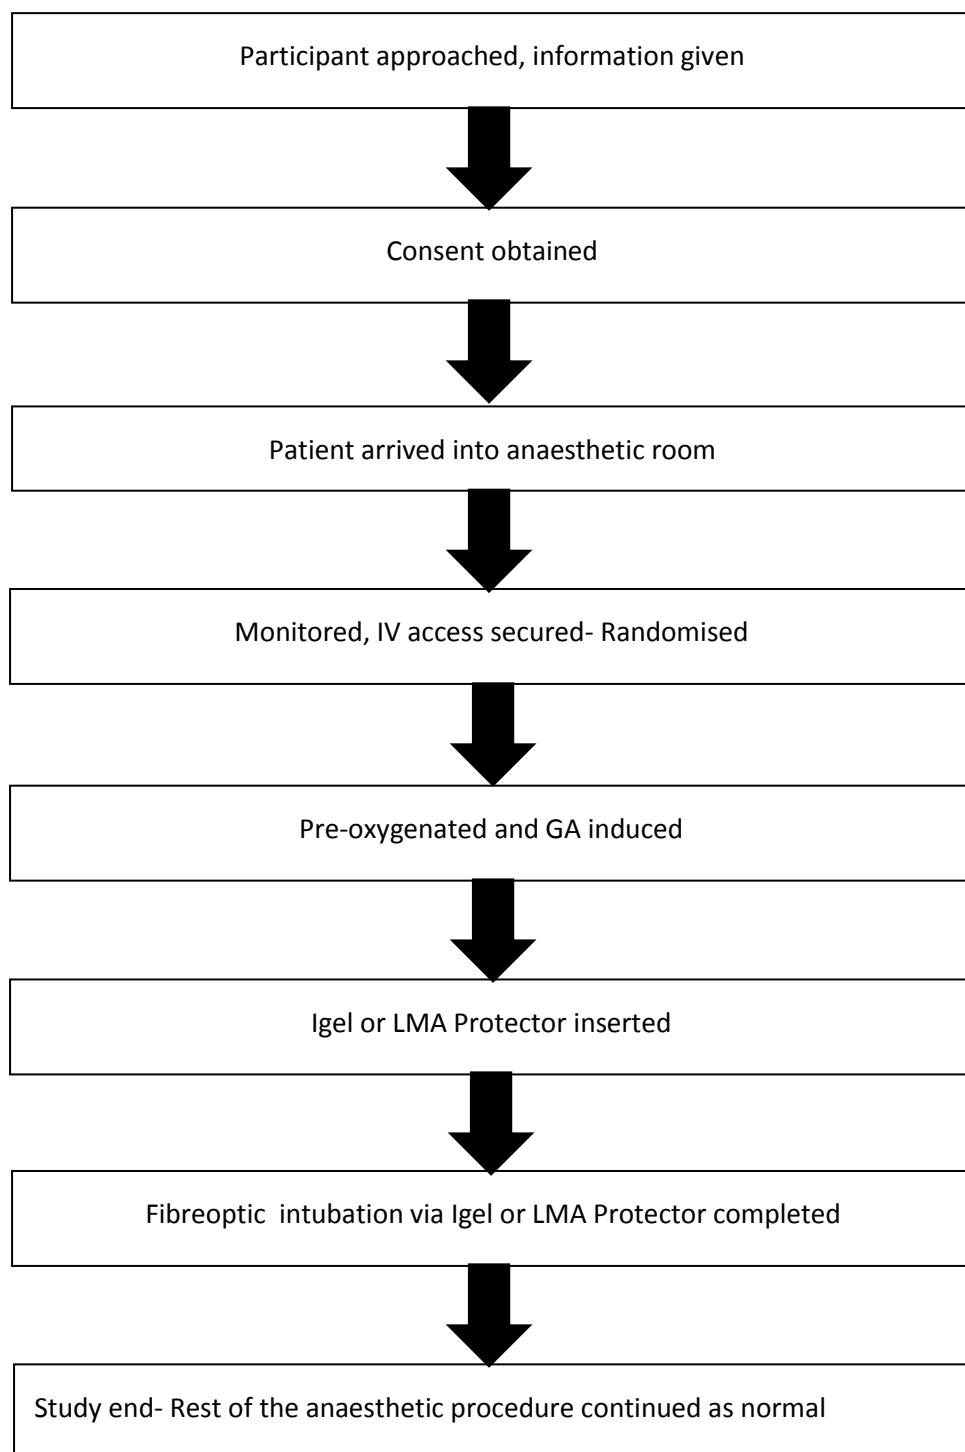 Participant approached, information given
Consent obtained
Patient arrived into anaesthetic room
Monitored, IV access secured- Randomised
Pre-oxygenated and GA induced
Igel or LMA Protector inserted
Fibreoptic  intubation via Igel or LMA Protector completed
Study end- Rest of the anaesthetic procedure continued as normal